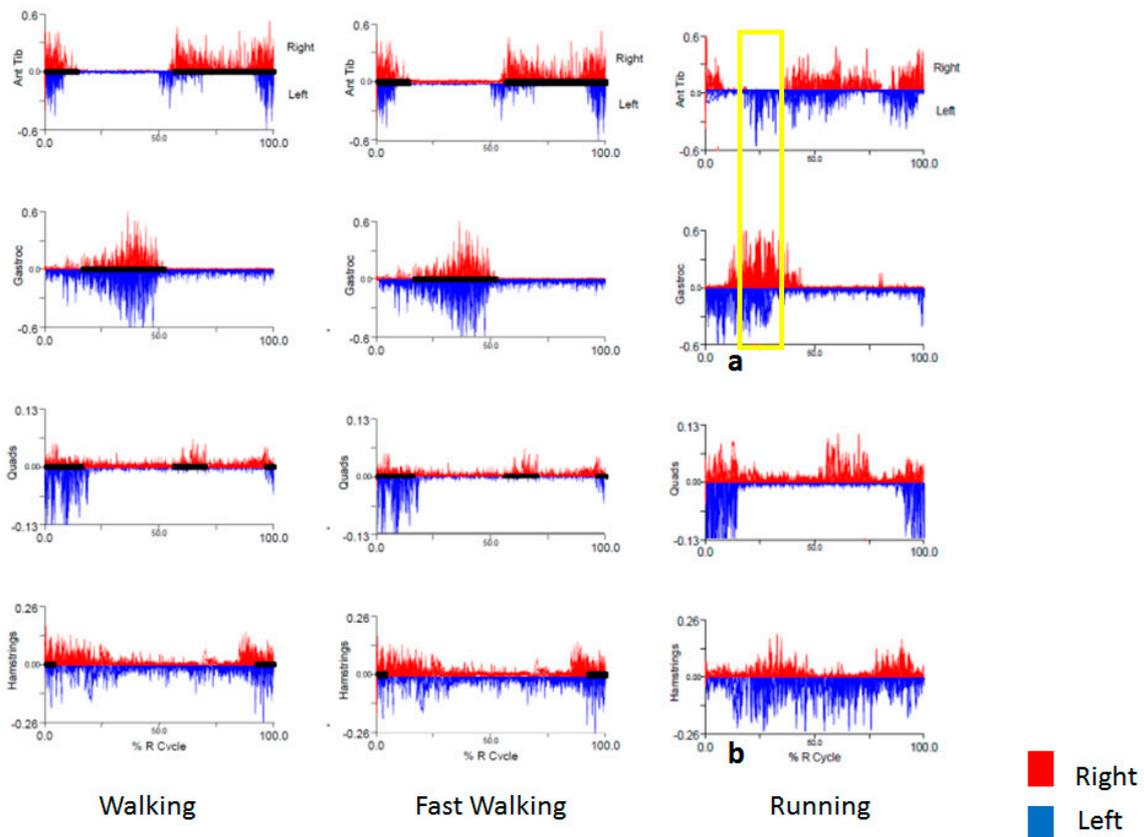 0.6
Ant Tib
0.0
-0.6
0.0
50.0
100.0
Right
Left
0.6
Ant Tib
0.0
-0.6
0.0
50.0
100.0
Right
Left
0.6
Ant Tib
0.0
-0.6
0.0
50.0
100.0
Right
Left
0.6
Gastroc
0.0
-0.6
0.0
50.0
100.0
0.6
Gastroc
0.0
-0.6
0.0
50.0
100.0
0.6
Gastroc
0.0
-0.6
0.0
50.0
100.0
a
0.13
Quads
0.00
-0.13
0.0
50.0
100.0
0.13
Quads
0.00
-0.13
0.0
50.0
100.0
0.13
Quads
0.00
-0.13
0.0
50.0
100.0
0.26
Hamstrings
0.00
-0.26
0.0
50.0
100.0
% R Cycle
0.26
Hamstrings
0.00
-0.26
0.0
50.0
100.0
% R Cycle
0.26
Hamstrings
0.00
-0.26
0.0
50.0
100.0
b
% R Cycle
Walking
Fast Walking
Running
Right
Left